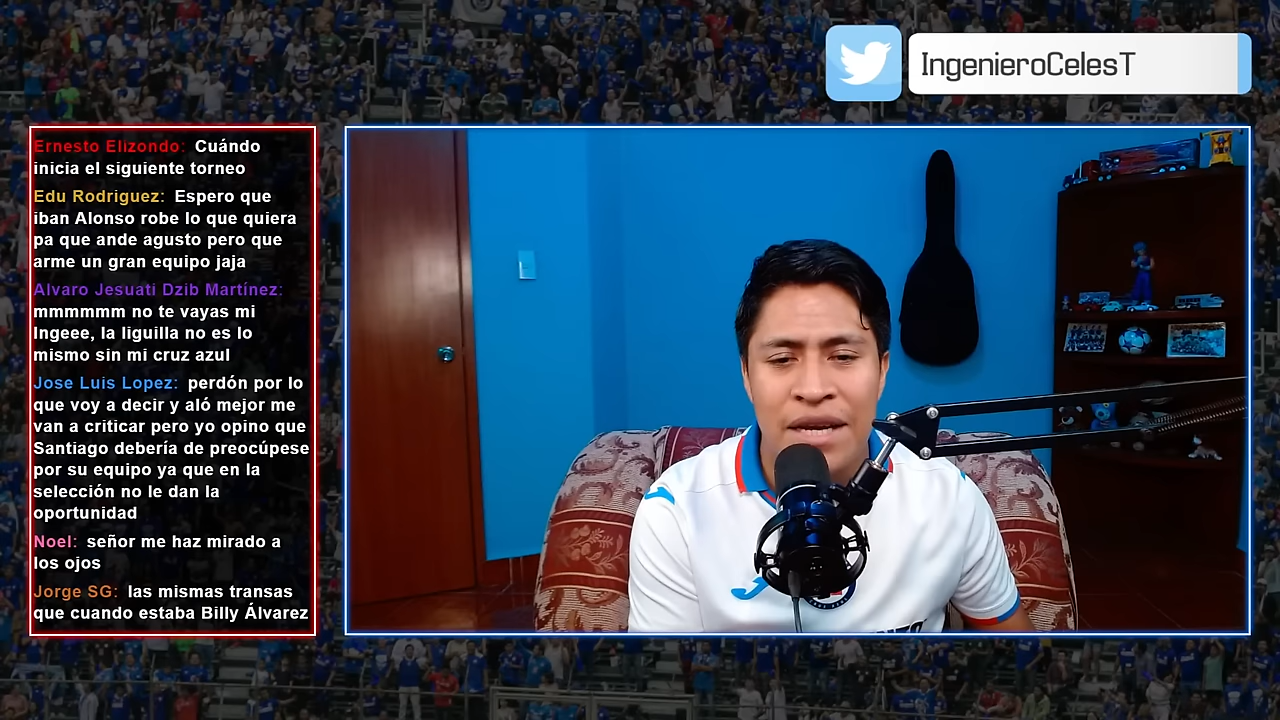 IngenieroCelesT
Ernesto Elizondo: Cuándo
inicia el siguiente torneo
Edu Rodriguez: Espero que
iban Alonso robe lo que quiera
pa que ande agusto pero que
arme un gran equipo jaja
Alvaro Jesuati Dzib Martínez:
mmmmmm no te vayas mi
Ingeee, la liguilla no es lo
mismo sin mi cruz azul
Jose Luis Lopez: perdón por lo
que voy a decir y aló mejor me
van a criticar pero yo opino que
Santiago debería de preocúpese
por su equipo ya que en la
selección no le dan la
oportunidad
Noel: señor me haz mirado a
los ojos
Jorge SG: las mismas transas
que cuando estaba Billy Álvarez